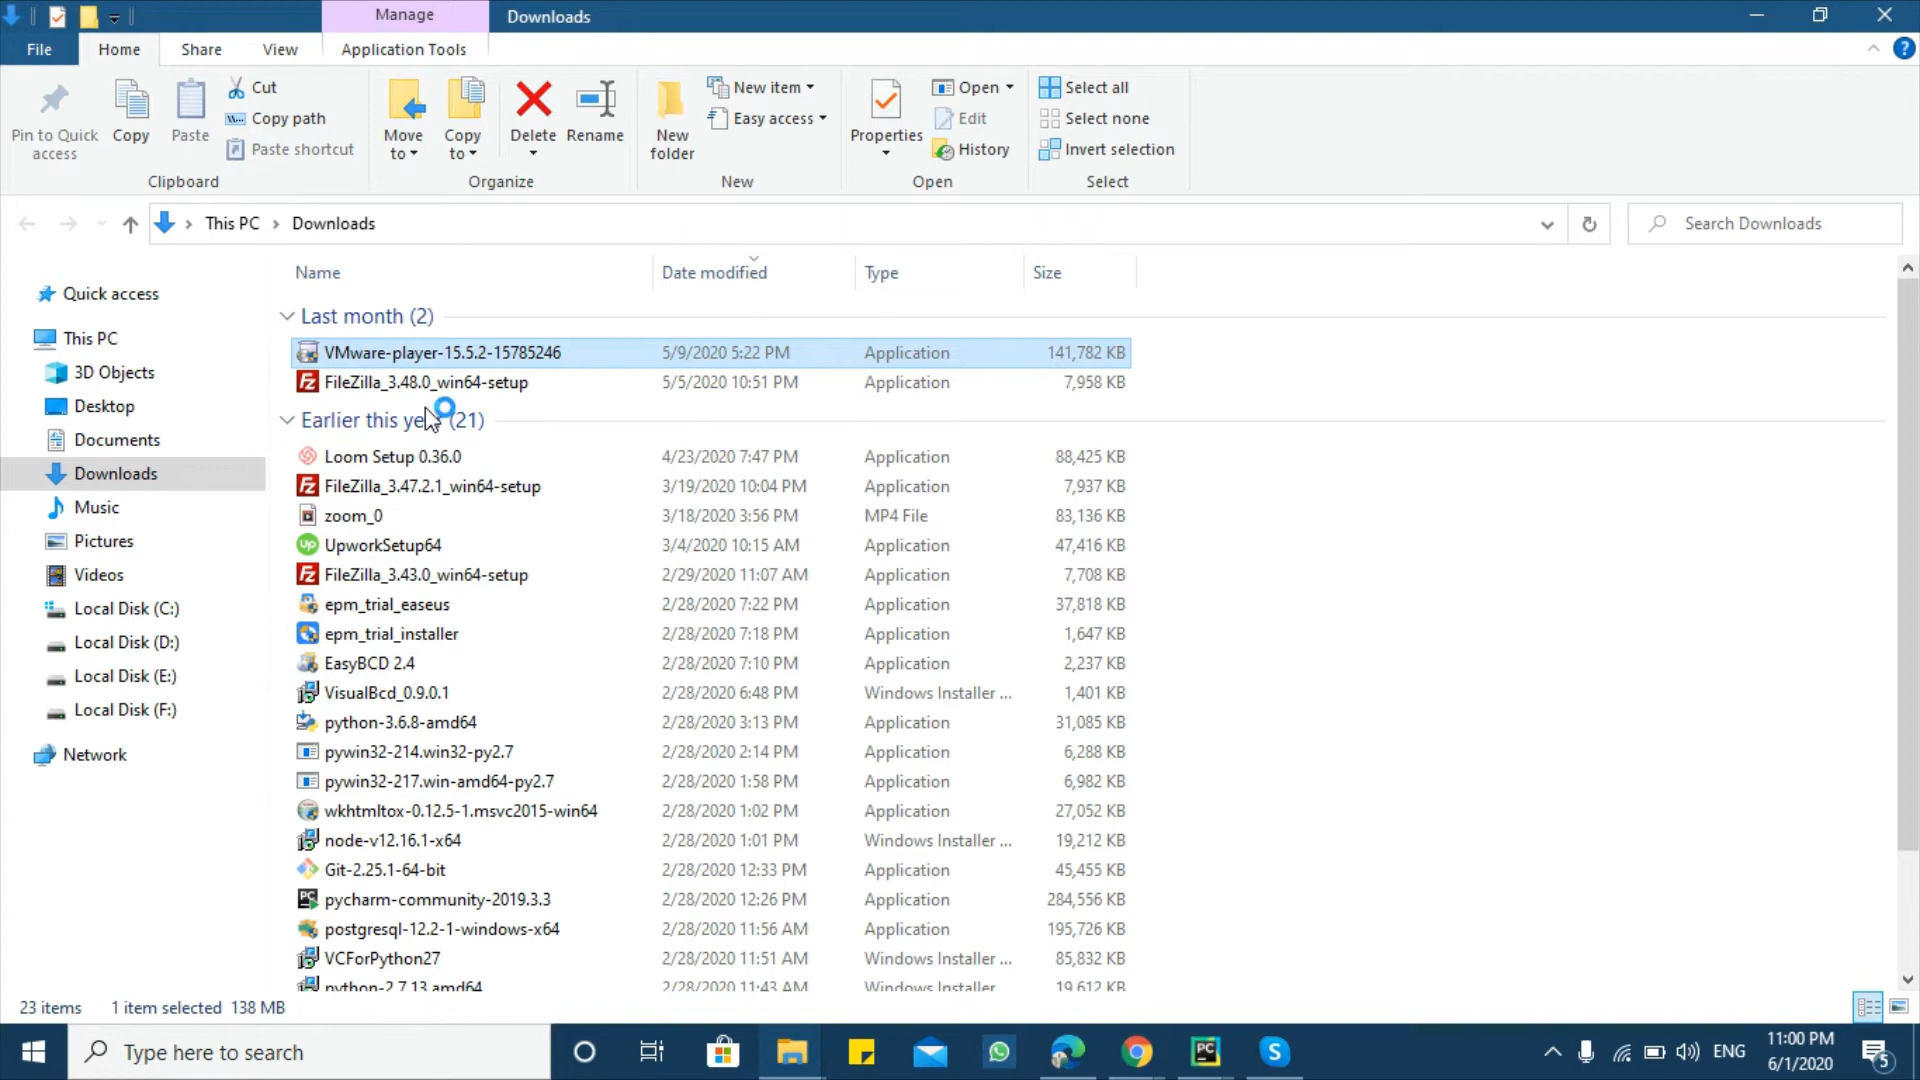 Manage
Downloads
File
Home
Share
View
Application Tools
Pin to Quick access
Copy
Paste
Cut
Copy path
Paste shortcut
Clipboard
Move to
Copy to
Delete
Rename
Organize
New folder
New item
Easy access
New
Properties
Open
Edit
History
Open
Select all
Select none
Invert selection
Select
This PC
Downloads
Search Downloads
Name
Date modified
Type
Size
Quick access
This PC
3D Objects
Desktop
Documents
Downloads
Music
Pictures
Videos
Local Disk (C:)
Local Disk (D:)
Local Disk (E:)
Local Disk (F:)
Network
Last month (2)
VMware-player-15.5.2-15785246 5/9/2020 5:22 PM Application 141,782 KB
FileZilla_3.48.0_win64-setup 5/5/2020 10:51 PM Application 7,958 KB
Earlier this (21)
Loom Setup 0.36.0 4/23/2020 7:47 PM Application 88,425 KB
FileZilla_3.47.2.1_win64-setup 3/19/2020 10:04 PM Application 7,937 KB
zoom_0 3/18/2020 3:56 PM MP4 File 83,136 KB
UpworkSetup64 3/4/2020 10:15 AM Application 47,416 KB
FileZilla_3.43.0_win64-setup 2/29/2020 11:07 AM Application 7,708 KB
epm_trial_easeus 2/28/2020 7:22 PM Application 37,818 KB
epm_trial_installer 2/28/2020 7:18 PM Application 1,647 KB
EasyBCD 2.4 2/28/2020 7:10 PM Application 2,237 KB
VisualBcd_0.9.0.1 2/28/2020 6:48 PM Windows Installer ... 1,401 KB
python-3.6.8-amd64 2/28/2020 3:13 PM Application 31,085 KB
pywin32-214.win32-py2.7 2/28/2020 2:14 PM Application 6,288 KB
pywin32-217.win-amd64-py2.7 2/28/2020 1:58 PM Application 6,982 KB
wkhtmltox-0.12.5-1.msvc2015-win64 2/28/2020 1:02 PM Application 27,052 KB
node-v12.16.1-x64 2/28/2020 1:01 PM Windows Installer ... 19,212 KB
Git-2.25.1-64-bit 2/28/2020 12:33 PM Application 45,455 KB
pycharm-community-2019.3.3 2/28/2020 12:26 PM Application 284,556 KB
postgresql-12.2-1-windows-x64 2/28/2020 11:56 AM Application 195,726 KB
VCForPython27 2/28/2020 11:51 AM Windows Installer ... 85,832 KB
python-2.7.13.amd64 2/28/2020 11:43 AM Windows Installer 19,612 KB
23 items 1 item selected 138 MB
Type here to search
ENG
11:00 PM
6/1/2020
5